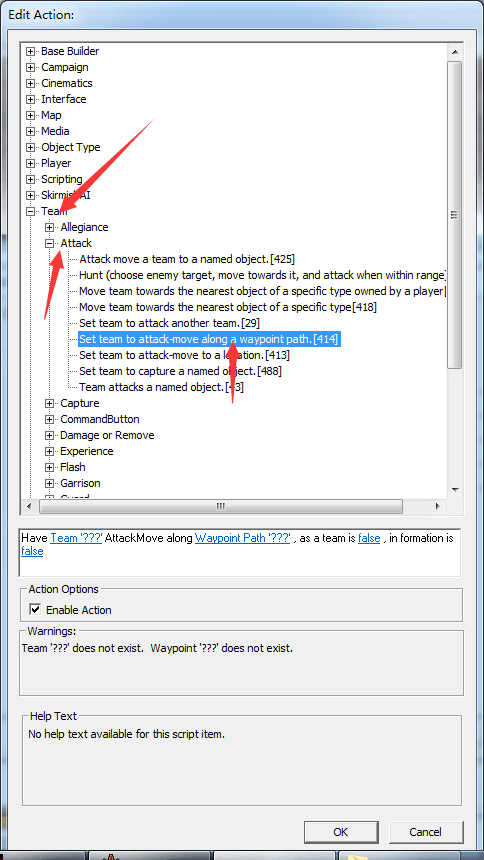 Edit Action:
Base Builder
Campaign
Cinematics
Interface
Map
Media
Object Type
Player
Scripting
Skirmish AI
Team
Allegiance
Attack
Attack move a team to a named object.[425]
Hunt (choose enemy target, move towards it, and attack when within range)
Move team towards the nearest object of a specific type owned by a player[
Move team towards the nearest object of a specific type[418]
Set team to attack another team.[29]
Set team to attack-move along a waypoint path.[414]
Set team to attack-move to a location.[413]
Set team to capture a named object.[488]
Team attacks a named object.[43]
Capture
CommandButton
Damage or Remove
Experience
Flash
Garrison
Guard
Have Team '???' AttackMove along Waypoint Path '???' , as a team is false , in formation is
false
Action Options
Enable Action
Warnings:
Team '???' does not exist.  Waypoint '???' does not exist.
Help Text
No help text available for this script item.
OK Cancel